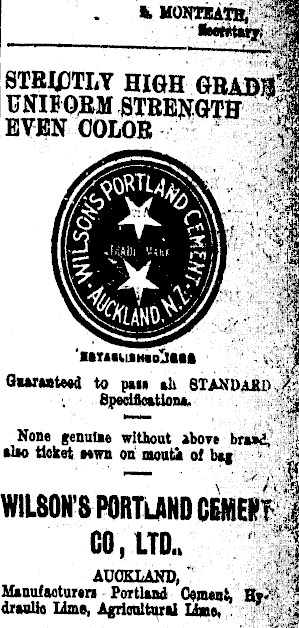 MONTEATH,
Secretary.
STRICTLY HIGH GRADE
UNIFORM STRENGTH
EVEN COLOR
WILSON'S PORTLAND CEMENT
TRADE MARK
AUCKLAND, N.Z.
ESTABLISHED
Guaranteed to pass all STANDARD
Specifications.
None genuine without above brand,
also ticket sewn on mouth of bag
WILSON'S PORTLAND CEMENT
CO, LTD.,
AUCKLAND,
Manufacturers Portland Cement, Hy-
draulic Lime, Agricultural Lime.